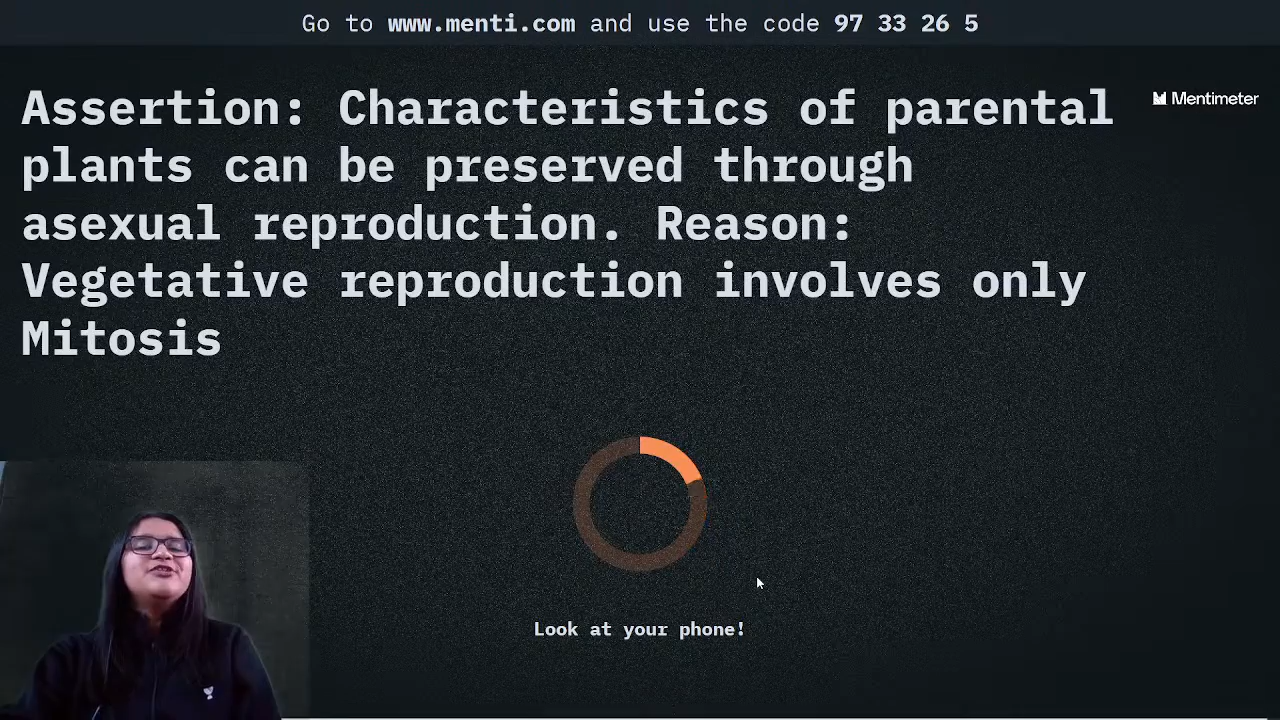 Go to www.menti.com and use the code 97 33 26 5
Assertion: Characteristics of parental
plants can be preserved through
asexual reproduction. Reason:
Vegetative reproduction involves only
Mitosis
Mentimeter
Look at your phone!